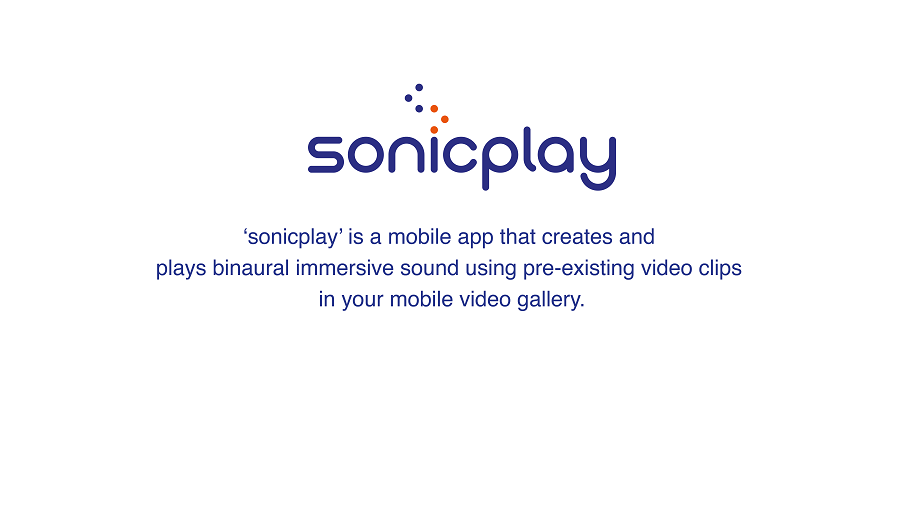 sonicplay
‘sonicplay’ is a mobile app that creates and
plays binaural immersive sound using pre-existing video clips
in your mobile video gallery.